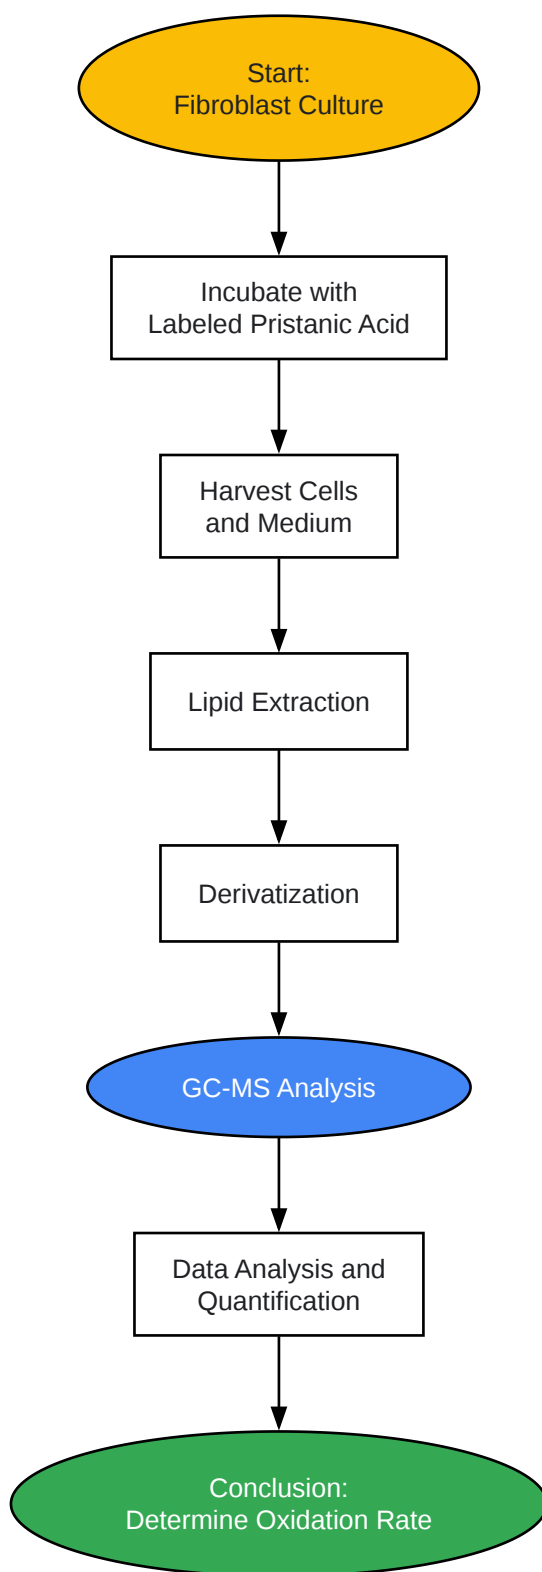 Start:
Fibroblast Culture
Incubate with
Labeled Pristanic Acid
Harvest Cells
and Medium
Lipid Extraction
Derivatization
GC-MS Analysis
Data Analysis and
Quantification
Conclusion:
Determine Oxidation Rate